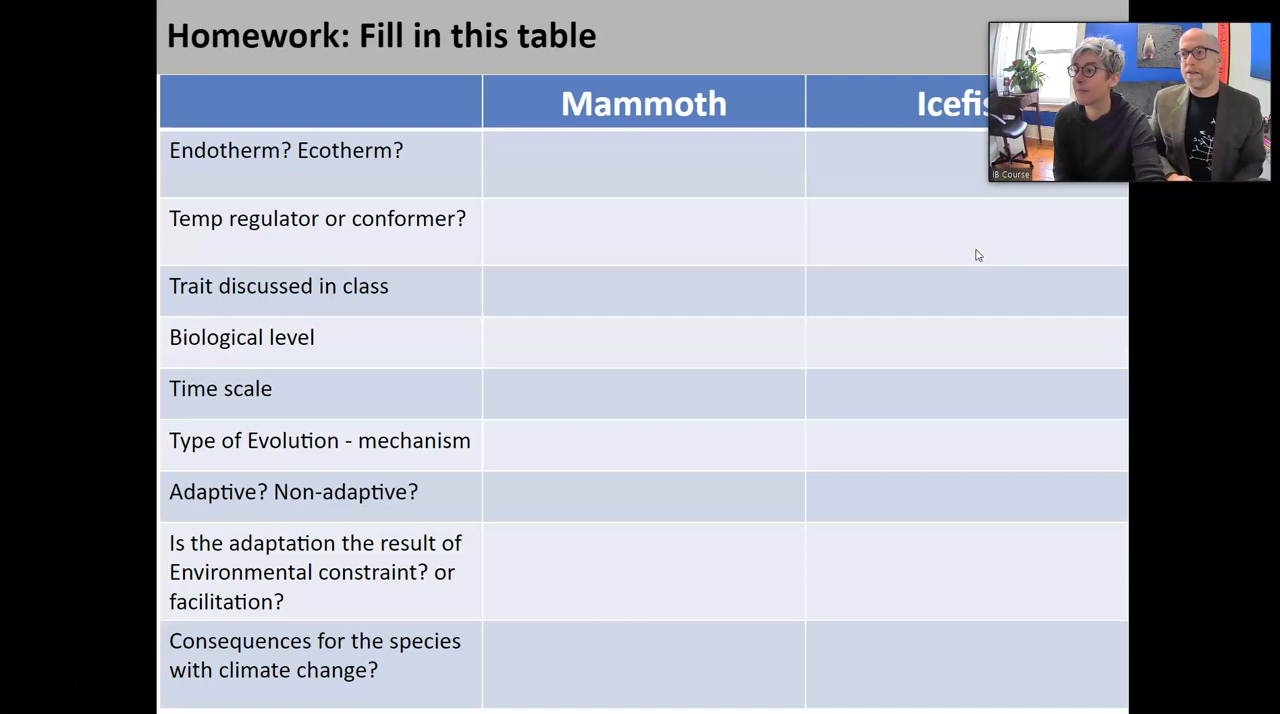 Homework: Fill in this table
Mammoth
Icefis
Endotherm? Ecotherm?
Temp regulator or conformer?
Trait discussed in class
Biological level
Time scale
Type of Evolution - mechanism
Adaptive? Non-adaptive?
Is the adaptation the result of
Environmental constraint? or
facilitation?
Consequences for the species
with climate change?
IB Course